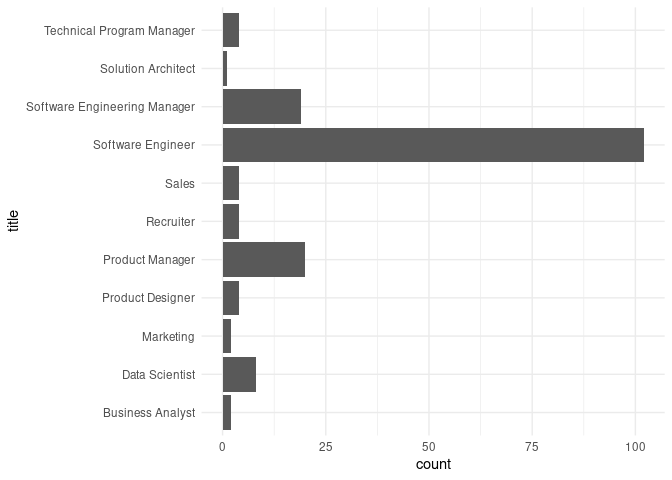 Technical Program Manager
Solution Architect
Software Engineering Manager
Software Engineer
Sales
Recruiter
Product Manager
Product Designer
Marketing
Data Scientist
Business Analyst
title
0 25 50 75 100
count